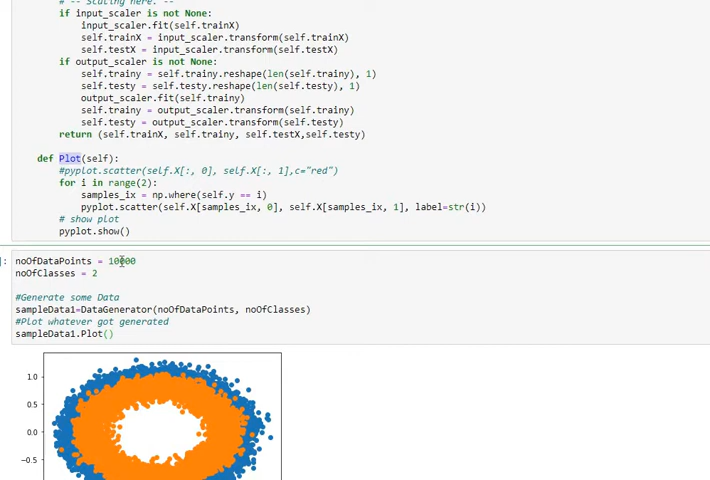 # -- Scaling here. --
if input_scaler is not None:
input_scaler.fit(self.trainX)
self.trainX = input_scaler.transform(self.trainX)
self.testX = input_scaler.transform(self.testX)
if output_scaler is not None:
self.trainy = self.trainy.reshape(len(self.trainy), 1)
self.testy = self.testy.reshape(len(self.testy), 1)
output_scaler.fit(self.trainy)
self.trainy = output_scaler.transform(self.trainy)
self.testy = output_scaler.transform(self.testy)
return (self.trainX, self.trainy, self.testX,self.testy)
def Plot(self):
#pyplot.scatter(self.X[:, 0], self.X[:, 1],c="red")
for i in range(2):
samples_ix = np.where(self.y == i)
pyplot.scatter(self.X[samples_ix, 0], self.X[samples_ix, 1], label=str(i))
# show plot
pyplot.show()
]: noOfDataPoints = 10000
noOfClasses = 2
#Generate some Data
sampleData1=DataGenerator(noOfDataPoints, noOfClasses)
#Plot whatever got generated
sampleData1.Plot()
1.0
0.5
0.0
−0.5